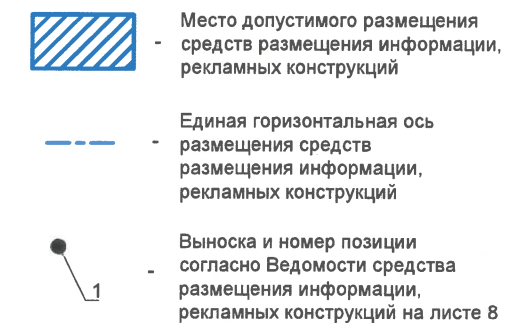 Место допустимого размещения
- средств размещения информации,
рекламных конструкций
Единая горизонтальная ось
- размещения средств
размещения информации,
рекламных конструкций
Выноска и номер позиции
согласно Ведомости средства
- размещения информации,
1
рекламных конструкций на листе 8